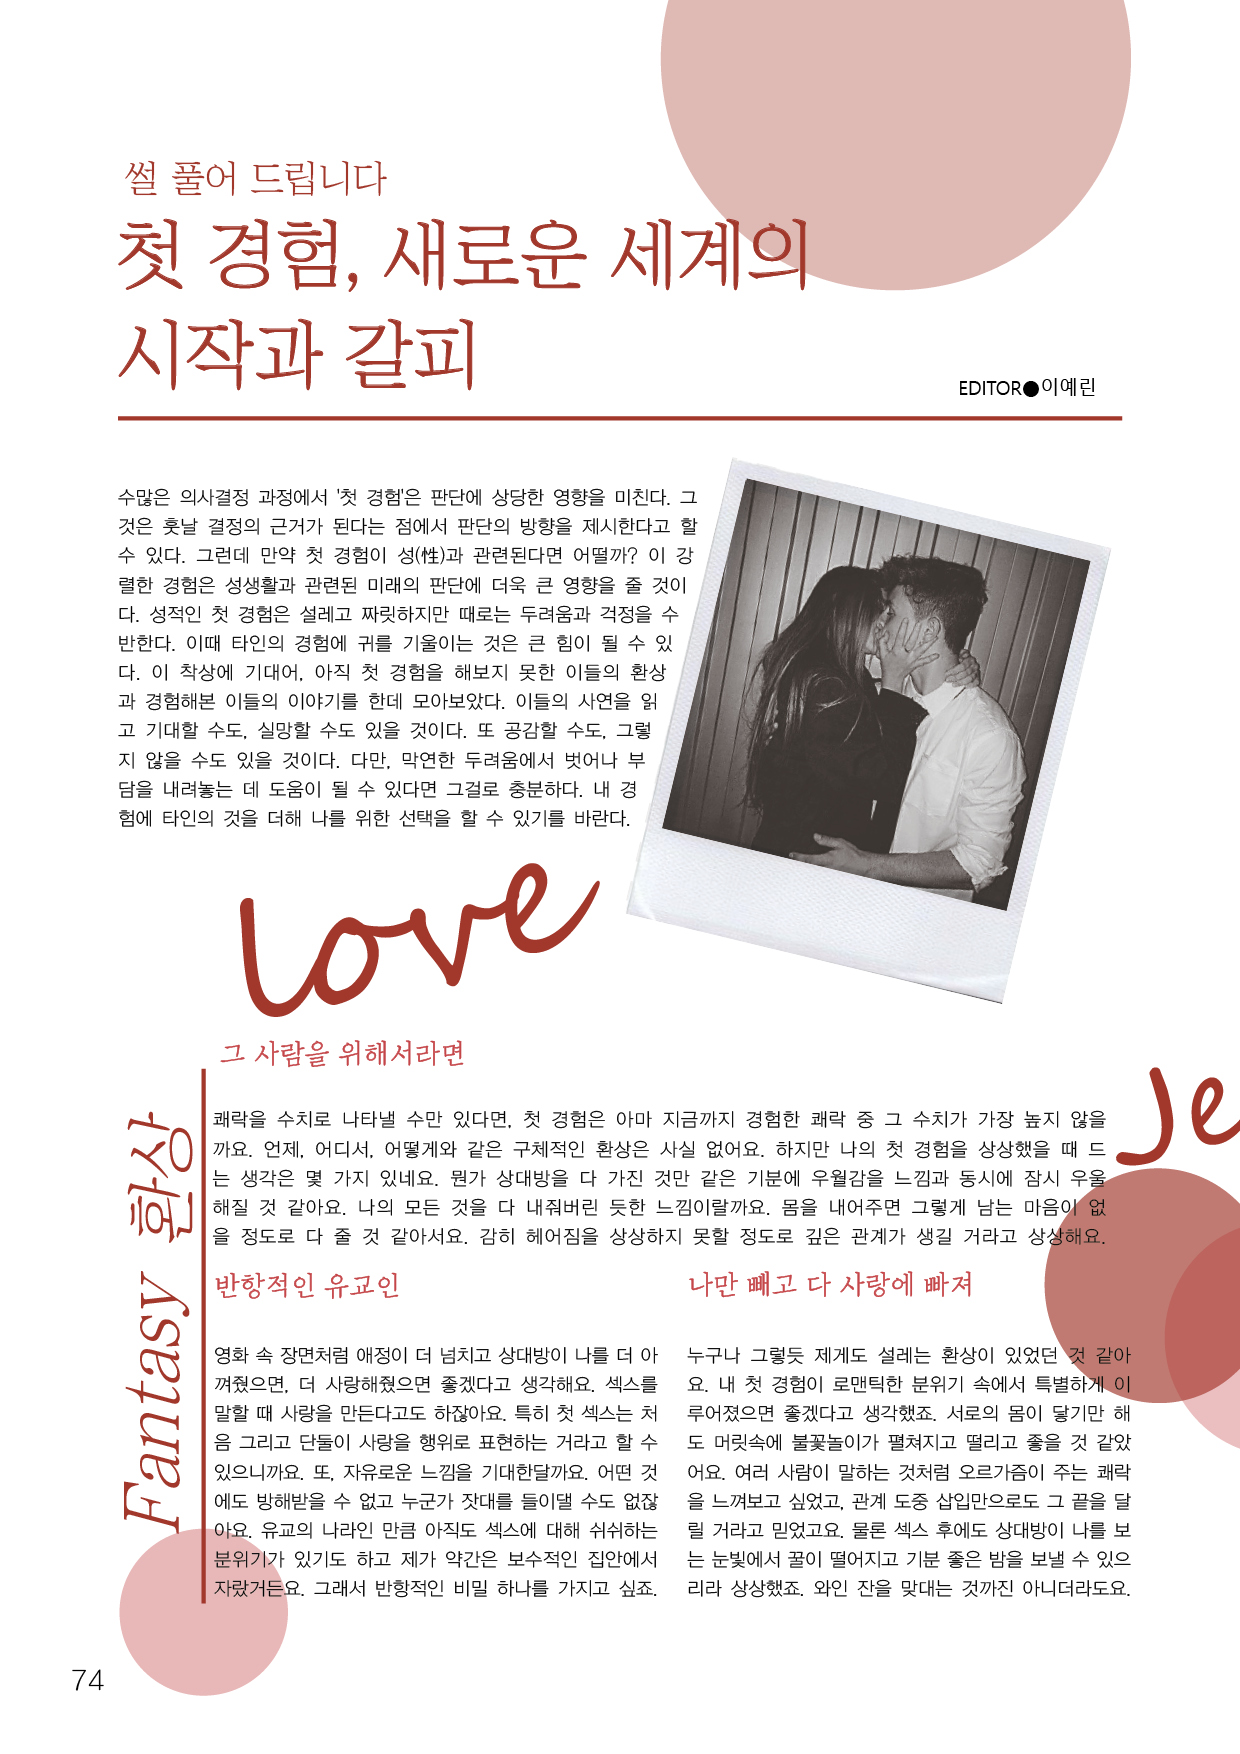 썰 풀어 드립니다
첫 경험, 새로운 세계의
시작과 갈피
EDITOR●이예린
수많은 의사결정 과정에서 '첫 경험'은 판단에 상당한 영향을 미친다. 그
것은 훗날 결정의 근거가 된다는 점에서 판단의 방향을 제시한다고 할
수 있다. 그런데 만약 첫 경험이 성(性)과 관련된다면 어떨까? 이 강
렬한 경험은 성생활과 관련된 미래의 판단에 더욱 큰 영향을 줄 것이
다. 성적인 첫 경험은 설레고 짜릿하지만 때로는 두려움과 걱정을 수
반한다. 이때 타인의 경험에 귀를 기울이는 것은 큰 힘이 될 수 있
다. 이 착상에 기대어, 아직 첫 경험을 해보지 못한 이들의 환상
과 경험해본 이들의 이야기를 한데 모아보았다. 이들의 사연을 읽
고 기대할 수도, 실망할 수도 있을 것이다. 또 공감할 수도, 그렇
지 않을 수도 있을 것이다. 다만, 막연한 두려움에서 벗어나 부
담을 내려놓는 데 도움이 될 수 있다면 그걸로 충분하다. 내 경
험에 타인의 것을 더해 나를 위한 선택을 할 수 있기를 바란다.
love
Je
Fantasy 환상
그 사람을 위해서라면
쾌락을 수치로 나타낼 수만 있다면, 첫 경험은 아마 지금까지 경험한 쾌락 중 그 수치가 가장 높지 않을
까요. 언제, 어디서, 어떻게와 같은 구체적인 환상은 사실 없어요. 하지만 나의 첫 경험을 상상했을 때 드
는 생각은 몇 가지 있네요. 뭔가 상대방을 다 가진 것만 같은 기분에 우월감을 느낌과 동시에 잠시 우울
해질 것 같아요. 나의 모든 것을 다 내줘버린 듯한 느낌이랄까요. 몸을 내어주면 그렇게 남는 마음이 없
을 정도로 다 줄 것 같아서요. 감히 헤어짐을 상상하지 못할 정도로 깊은 관계가 생길 거라고 상상해요.
반항적인 유교인
영화 속 장면처럼 애정이 더 넘치고 상대방이 나를 더 아
껴줬으면, 더 사랑해줬으면 좋겠다고 생각해요. 섹스를
말할 때 사랑을 만든다고도 하잖아요. 특히 첫 섹스는 처
음 그리고 단둘이 사랑을 행위로 표현하는 거라고 할 수
있으니까요. 또, 자유로운 느낌을 기대한달까요. 어떤 것
에도 방해받을 수 없고 누군가 잣대를 들이댈 수도 없잖
아요. 유교의 나라인 만큼 아직도 섹스에 대해 쉬쉬하는
분위기가 있기도 하고 제가 약간은 보수적인 집안에서
자랐거든요. 그래서 반항적인 비밀 하나를 가지고 싶죠.
나만 빼고 다 사랑에 빠져
누구나 그렇듯 제게도 설레는 환상이 있었던 것 같아
요. 내 첫 경험이 로맨틱한 분위기 속에서 특별하게 이
루어졌으면 좋겠다고 생각했죠. 서로의 몸이 닿기만 해
도 머릿속에 불꽃놀이가 펼쳐지고 떨리고 좋을 것 같았
어요. 여러 사람이 말하는 것처럼 오르가즘이 주는 쾌락
을 느껴보고 싶었고, 관계 도중 삽입만으로도 그 끝을 달
릴 거라고 믿었고요. 물론 섹스 후에도 상대방이 나를 보
는 눈빛에서 꿀이 떨어지고 기분 좋은 밤을 보낼 수 있으
리라 상상했죠. 와인 잔을 맞대는 것까진 아니더라도요.
74